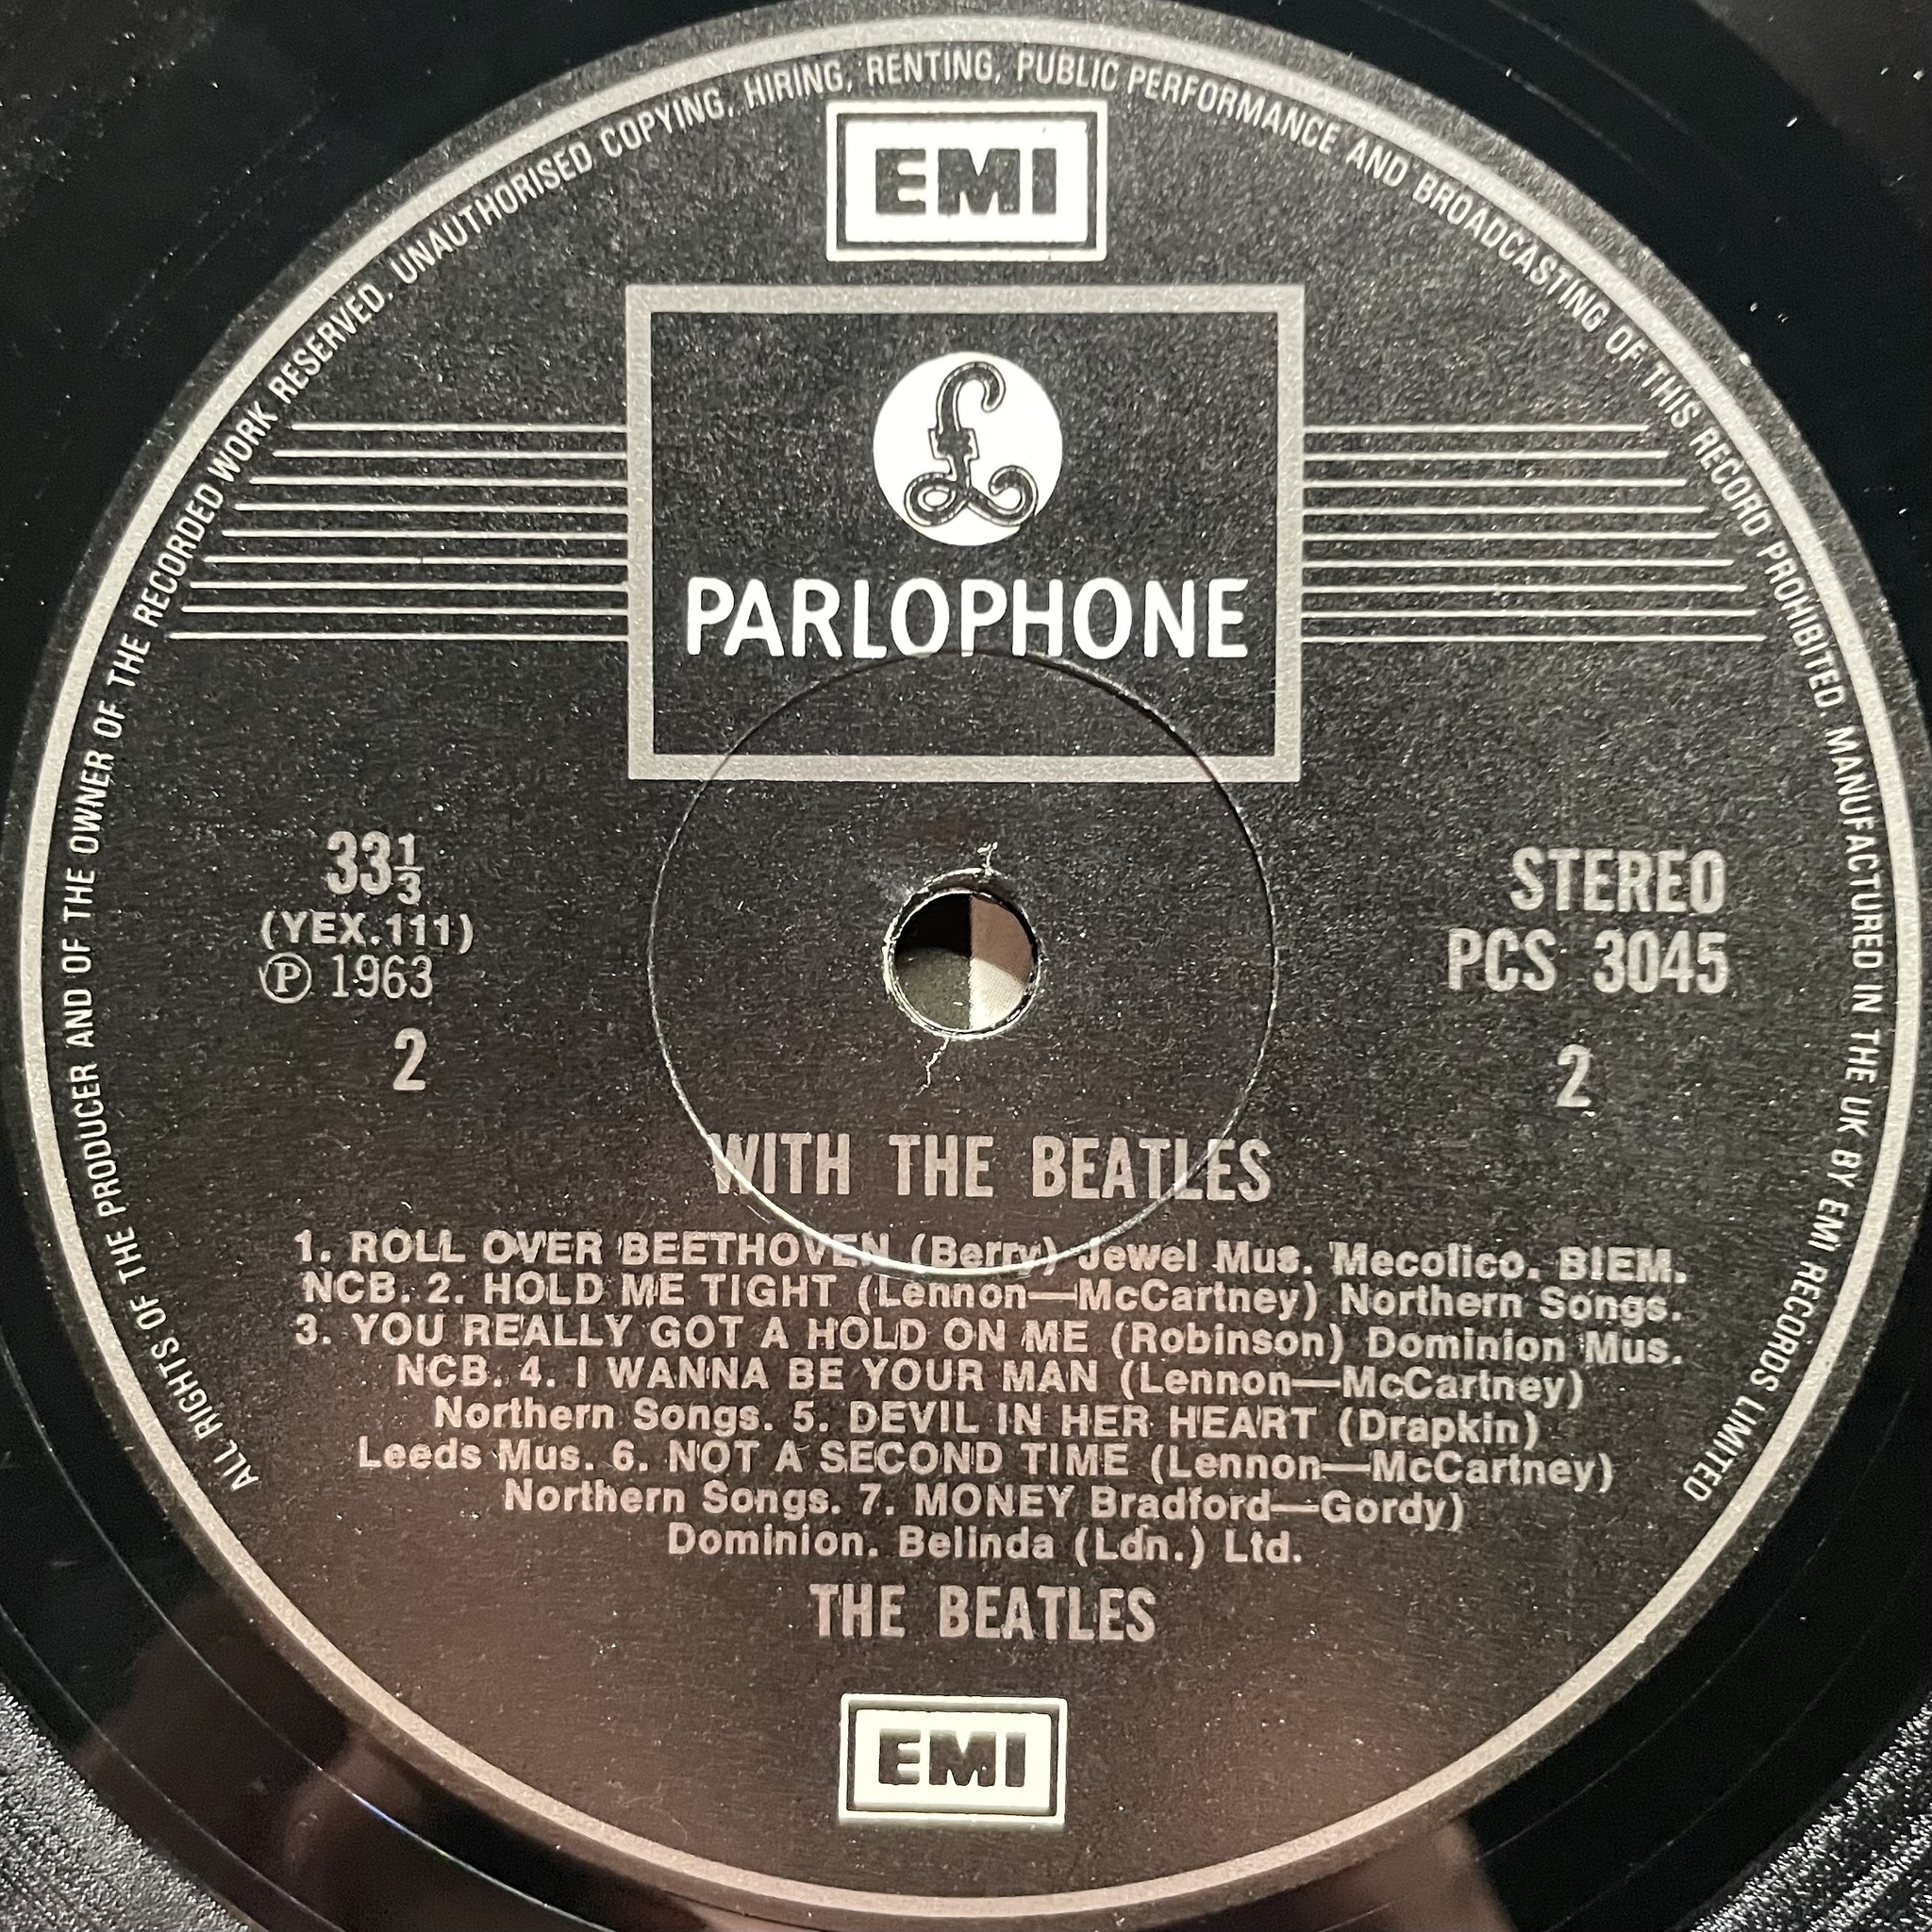 ALL RIGHTS OF THE PRODUCER AND OF THE OWNER OF THE RECORDED WORK RESERVED. UNAUTHORISED COPYING, HIRING, RENTING, PUBLIC PERFORMANCE AND BROADCASTING OF THIS RECORD PROHIBITED. MANUFACTURED IN THE UK BY EMI RECORDS LIMITED
EMI
£
PARLOPHONE
33⅓
(YEX.111)
Ⓟ 1963
2
STEREO
PCS 3045
2
WITH THE BEATLES
1. ROLL OVER BEETHOVEN (Berry) Jewel Mus. Mecolico. BIEM.
NCB. 2. HOLD ME TIGHT (Lennon—McCartney) Northern Songs.
3. YOU REALLY GOT A HOLD ON ME (Robinson) Dominion Mus.
NCB. 4. I WANNA BE YOUR MAN (Lennon—McCartney)
Northern Songs. 5. DEVIL IN HER HEART (Drapkin)
Leeds Mus. 6. NOT A SECOND TIME (Lennon—McCartney)
Northern Songs. 7. MONEY Bradford—Gordy)
Dominion. Belinda (Ldn.) Ltd.
THE BEATLES
EMI